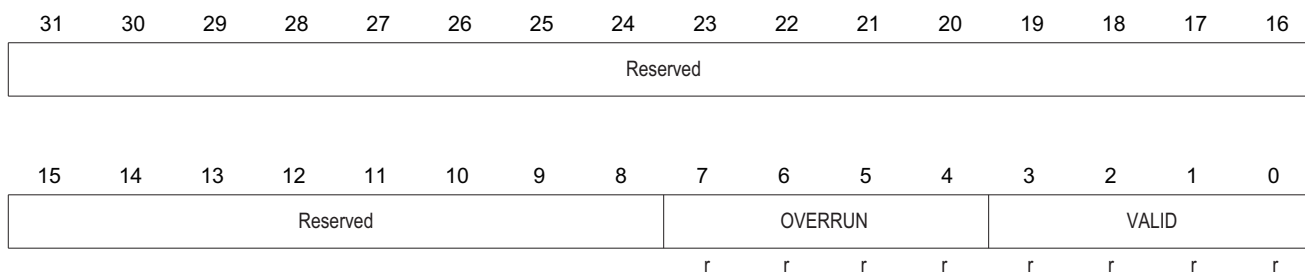 31 30 29 28 27 26 25 24 23 22 21 20 19 18 17 16
Reserved
15 14 13 12 11 10 9 8 7 6 5 4 3 2 1 0
Reserved OVERRUN VALID
r r r r r r r r